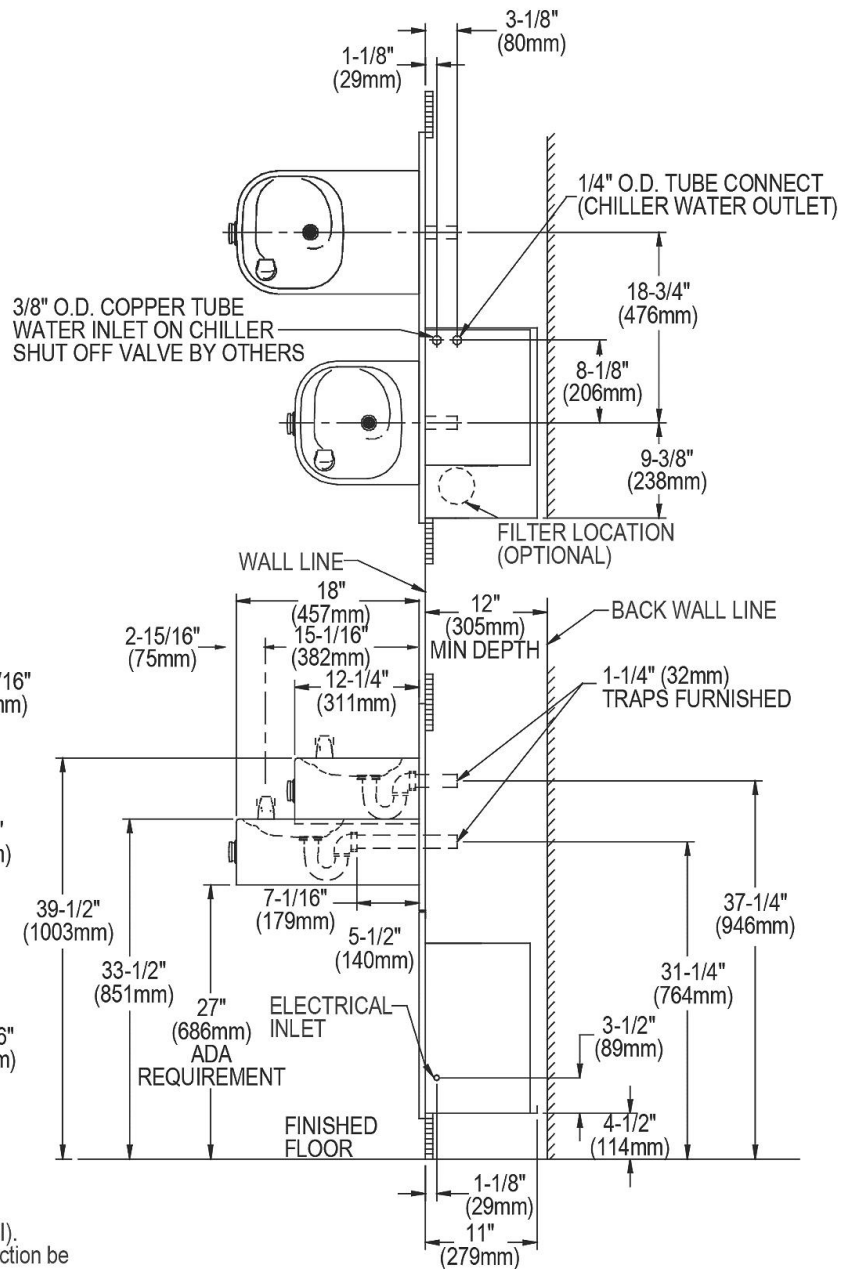 3-1/8"
(80mm)
1-1/8"
(29mm)
1/4" O.D. TUBE CONNECT
(CHILLER WATER OUTLET)
18-3/4"
(476mm)
3/8" O.D. COPPER TUBE
WATER INLET ON CHILLER
SHUT OFF VALVE BY OTHERS
8-1/8"
(206mm)
9-3/8"
(238mm)
FILTER LOCATION
(OPTIONAL)
WALL LINE
18"
(457mm)
12"
(305mm)
MIN DEPTH
BACK WALL LINE
2-15/16"
(75mm)
15-1/16"
(382mm)
12-1/4"
(311mm)
1-1/4" (32mm)
TRAPS FURNISHED
39-1/2"
(1003mm)
33-1/2"
(851mm)
27"
(686mm)
ADA
REQUIREMENT
7-1/16"
(179mm)
5-1/2"
(140mm)
37-1/4"
(946mm)
31-1/4"
(764mm)
ELECTRICAL
INLET
3-1/2"
(89mm)
FINISHED
FLOOR
4-1/2"
(114mm)
1-1/8"
(29mm)
11"
(279mm)
ction be